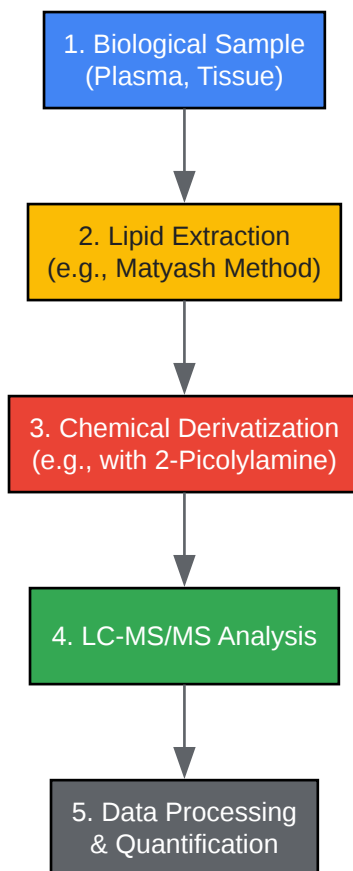 1. Biological Sample
(Plasma, Tissue)
2. Lipid Extraction
(e.g., Matyash Method)
3. Chemical Derivatization
(e.g., with 2-Picolylamine)
4. LC-MS/MS Analysis
5. Data Processing
& Quantification